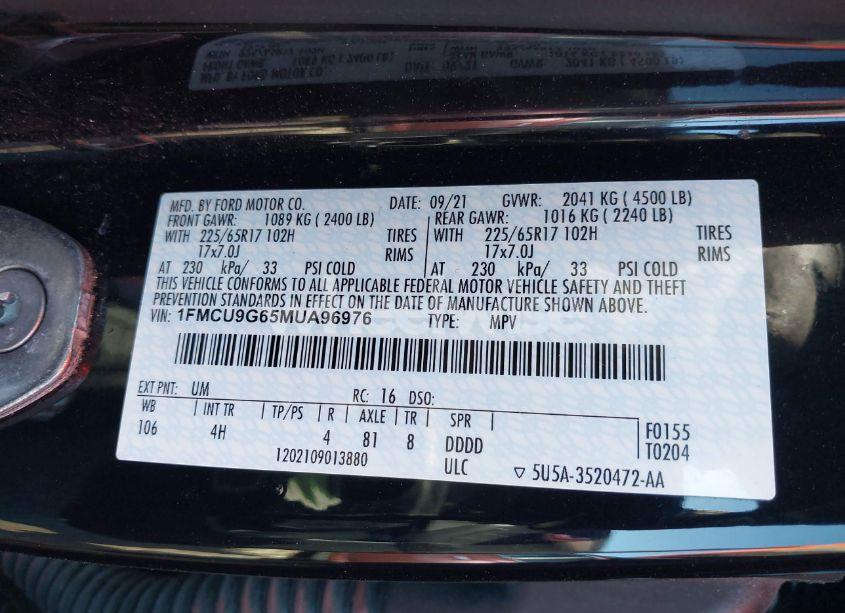 MFD. BY FORD MOTOR CO. DATE: 09/21 GVWR: 2041 KG ( 4500 LB)
FRONT GAWR: 1089 KG ( 2400 LB) REAR GAWR: 1016 KG ( 2240 LB)
WITH 225/65R17 102H TIRES WITH 225/65R17 102H TIRES
17x7.0J RIMS 17x7.0J RIMS
AT 230 kPa/ 33 PSI COLD AT 230 kPa/ 33 PSI COLD
THIS VEHICLE CONFORMS TO ALL APPLICABLE FEDERAL MOTOR VEHICLE SAFETY AND THEFT
PREVENTION STANDARDS IN EFFECT ON THE DATE OF MANUFACTURE SHOWN ABOVE.
VIN: 1FMCU9G65MUA96976 TYPE: MPV
EXT PNT: UM RC: 16 DSO:
WB INT TR TP/PS R AXLE TR SPR
106 4H 4 81 8 DDDD F0155
1202109013880 ULC T0204
▽ 5U5A-3520472-AA